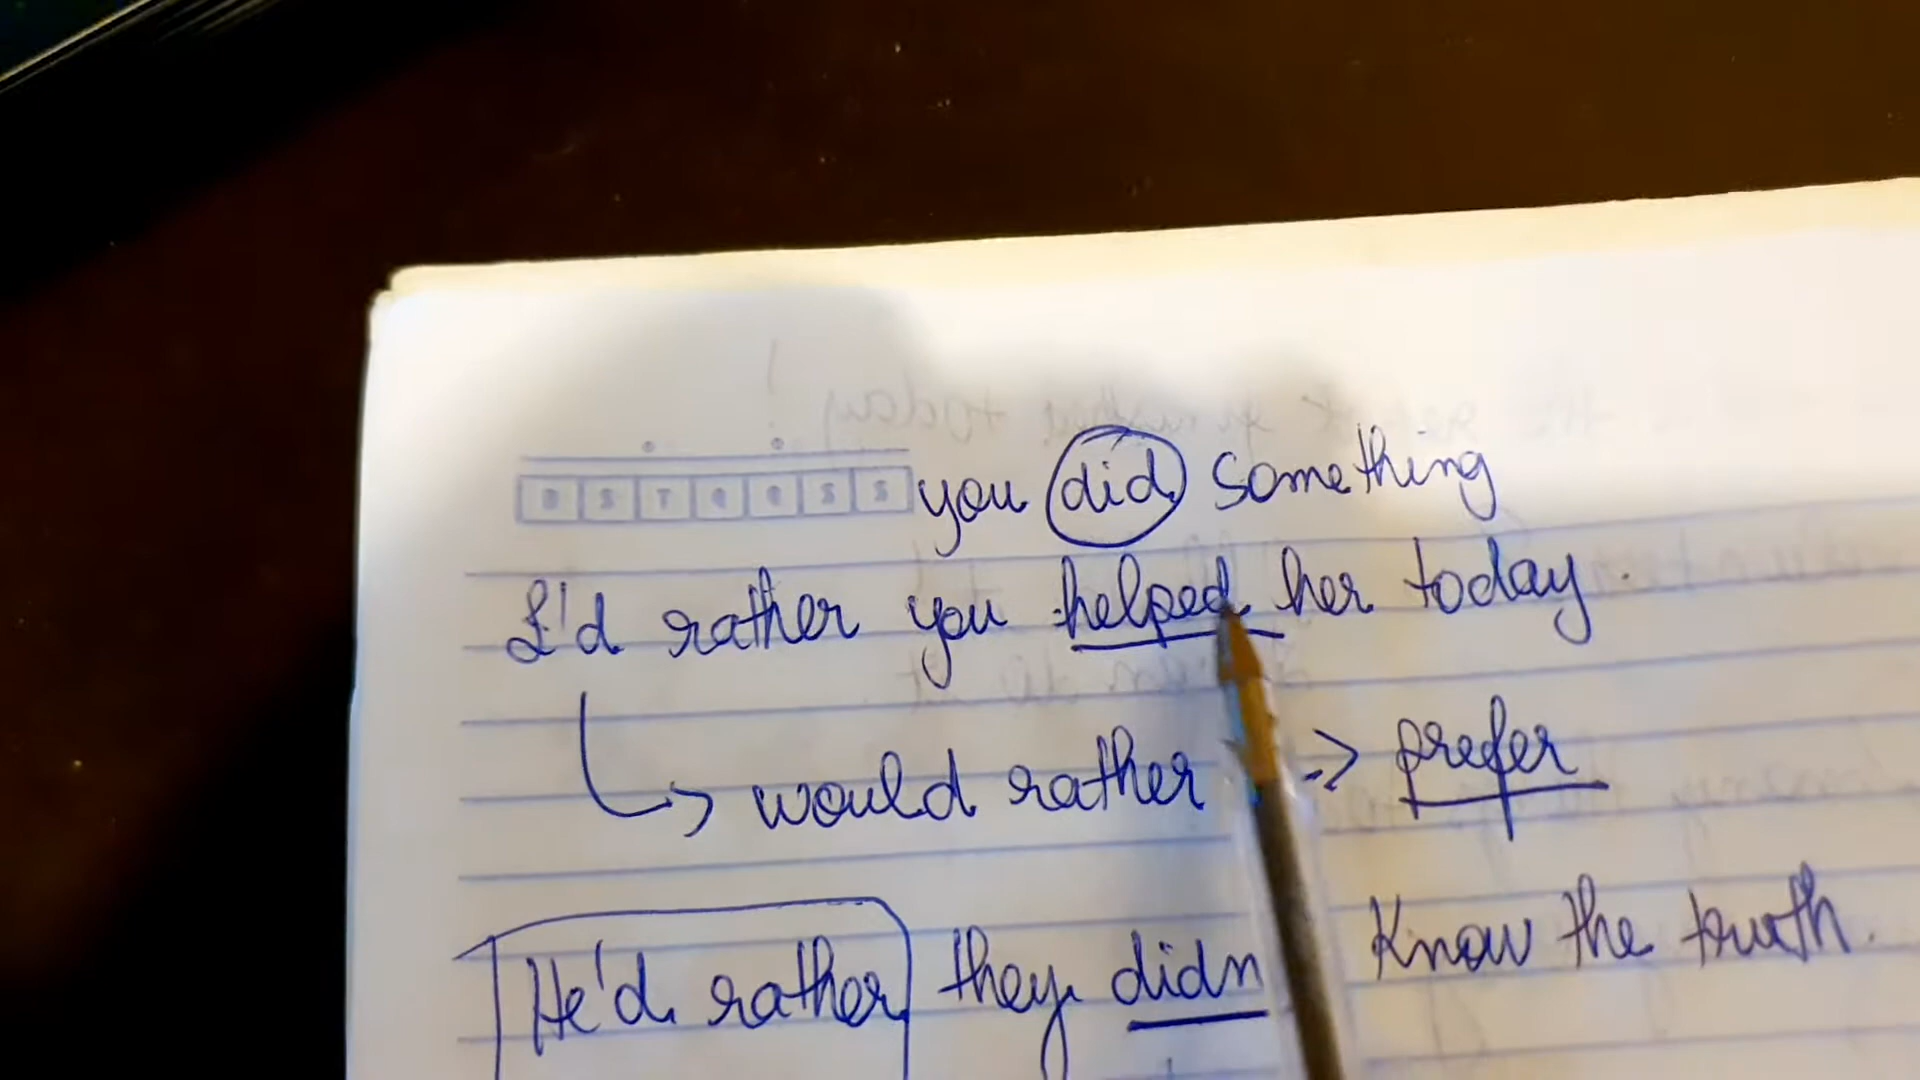 you did something
I'd rather you helped her today.
would rather -> prefer
He'd rather they didn Know the truth.